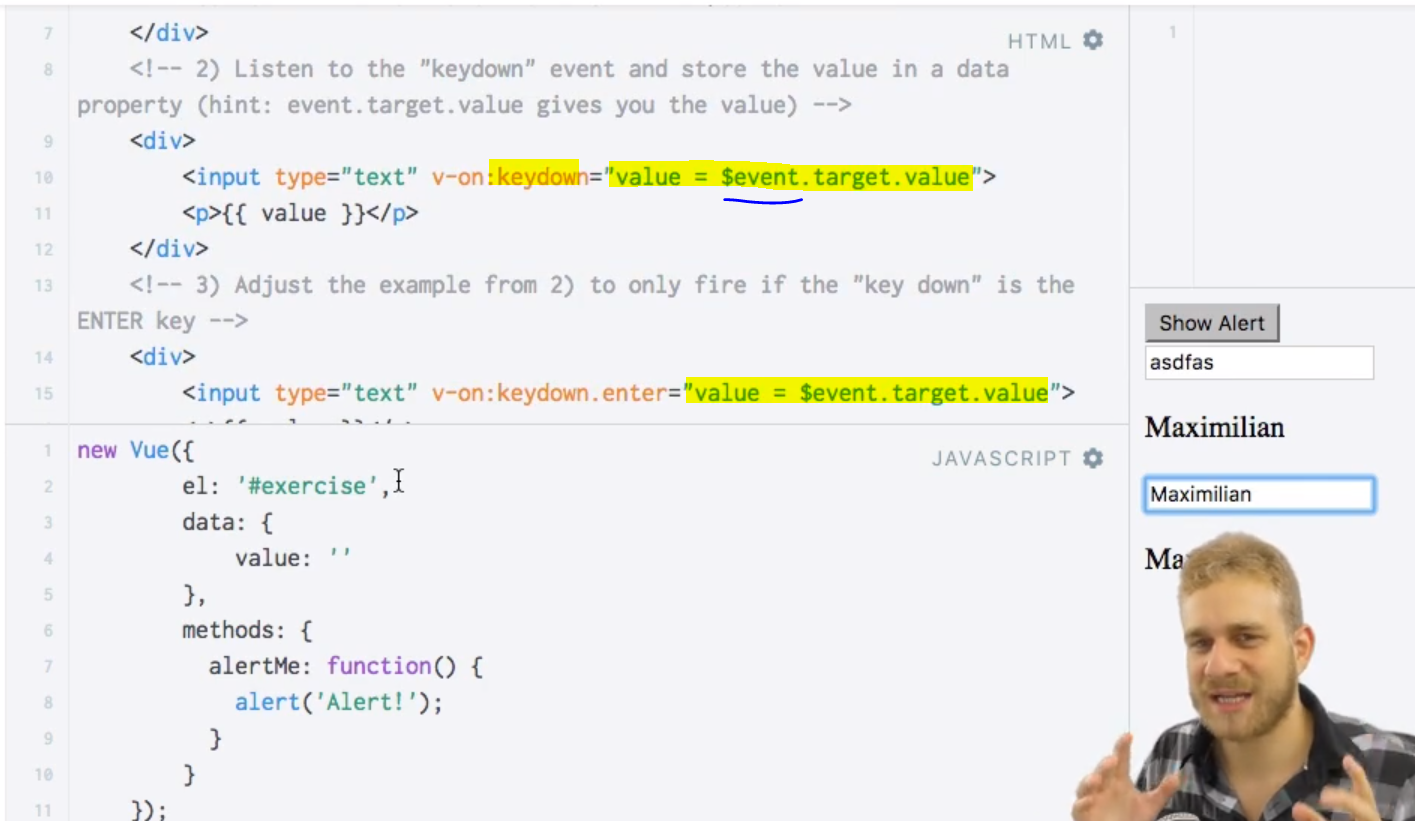 7 </div>
HTML
8 <!-- 2) Listen to the "keydown" event and store the value in a data
property (hint: event.target.value gives you the value) -->
9 <div>
10 <input type="text" v-on:keydown="value = $event.target.value">
11 <p>{{ value }}</p>
12 </div>
13 <!-- 3) Adjust the example from 2) to only fire if the "key down" is the
ENTER key -->
14 <div>
15 <input type="text" v-on:keydown.enter="value = $event.target.value">
JAVASCRIPT
1 new Vue({
2 el: '#exercise',
3 data: {
4 value: ''
5 },
6 methods: {
7 alertMe: function() {
8 alert('Alert!');
9 }
10 }
11 });
1
Show Alert
asdfas
Maximilian
Maximilian
Ma